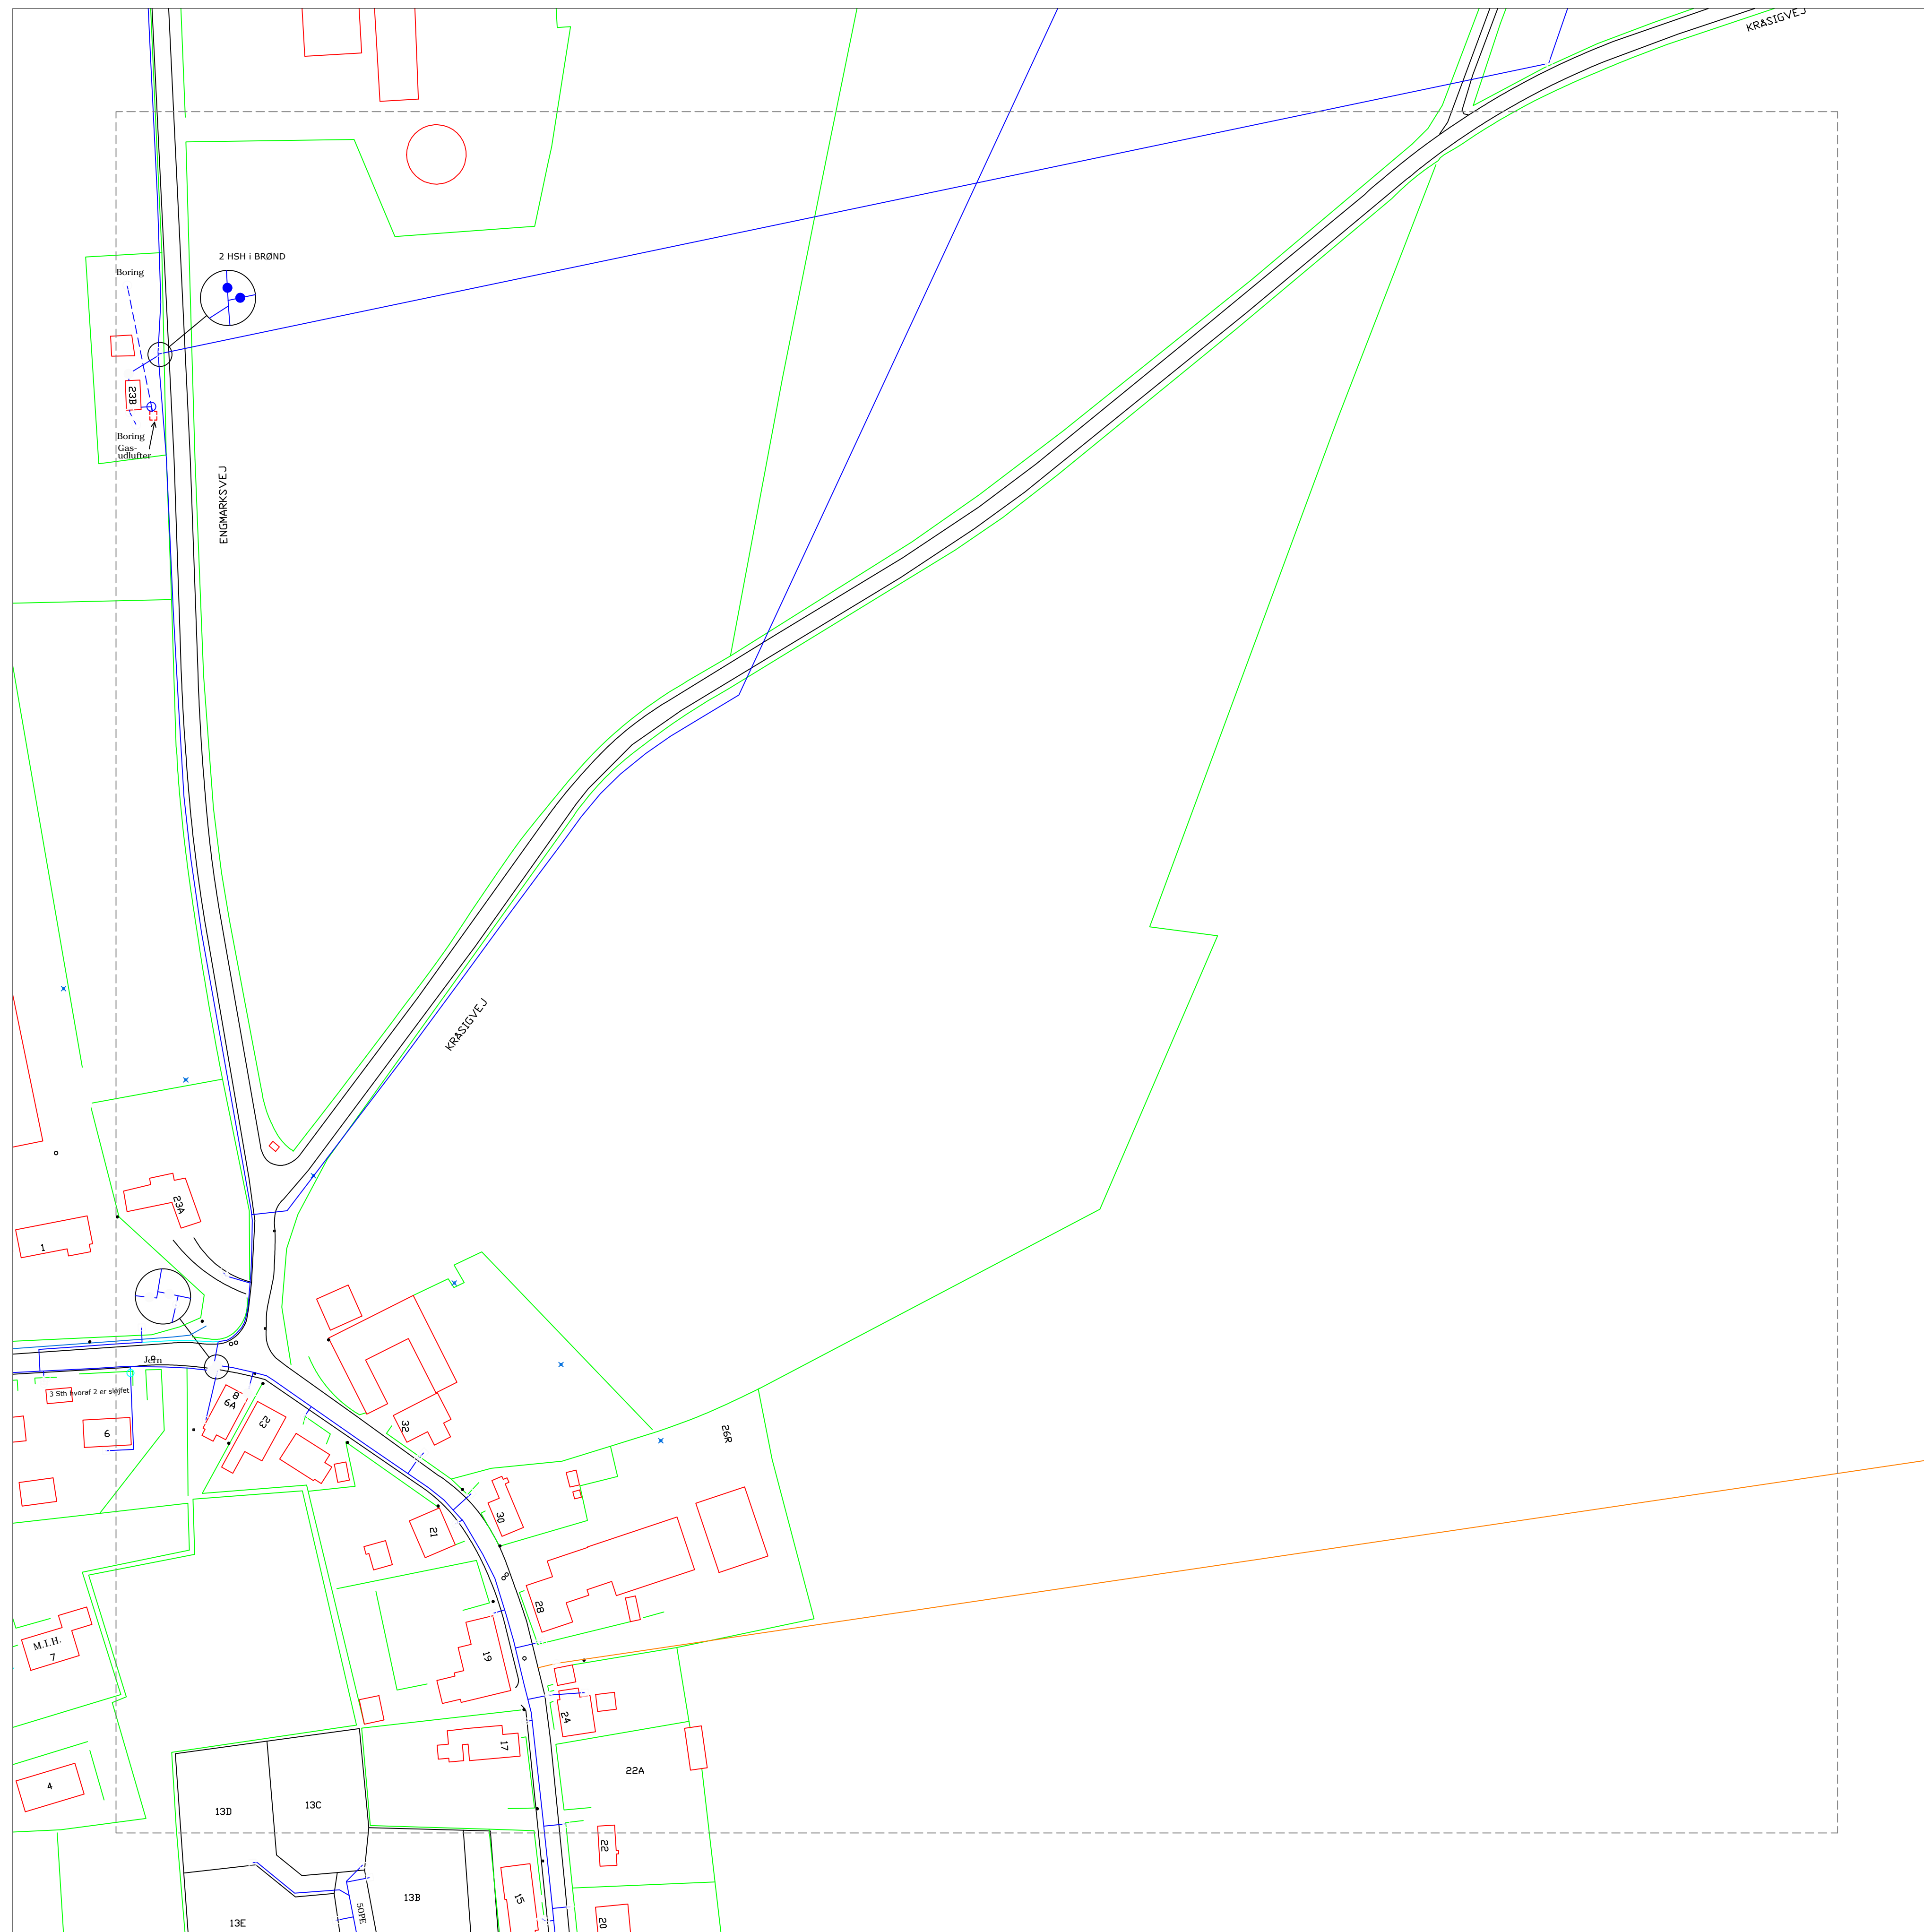 KRASIGVEJ
2 HSH i BRØND
Boring
23B
Boring
Gas-
udlufter
ENGMARKSVEJ
KRASIGVEJ
23A
1
Jern
3 Sth hvoraf 2 er sløjfet
8
6A
23
6
32
26R
30
21
28
M.I.H.
7
19
24
17
22A
4
13D
13C
22
15
13B
50PE
13E
20